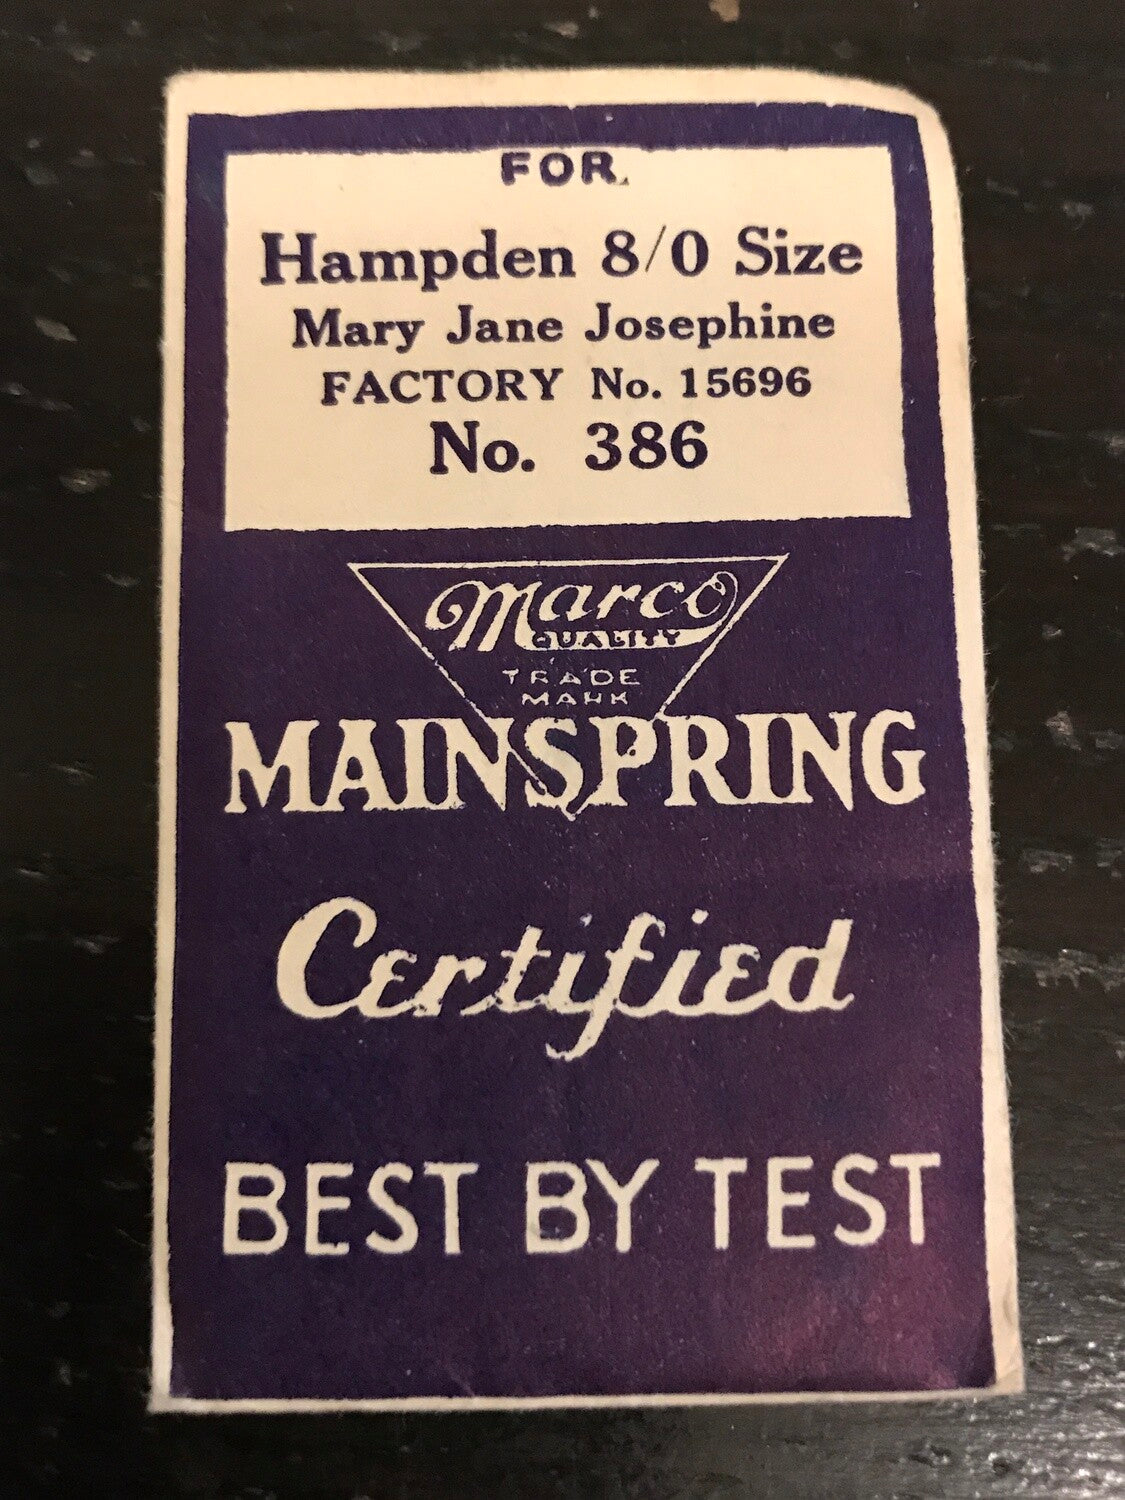 FOR
Hampden 8/0 Size
Mary Jane Josephine
FACTORY No. 15696
No. 386
Marco
QUALITY
TRADE
MARK
MAINSPRING
Certified
BEST BY TEST